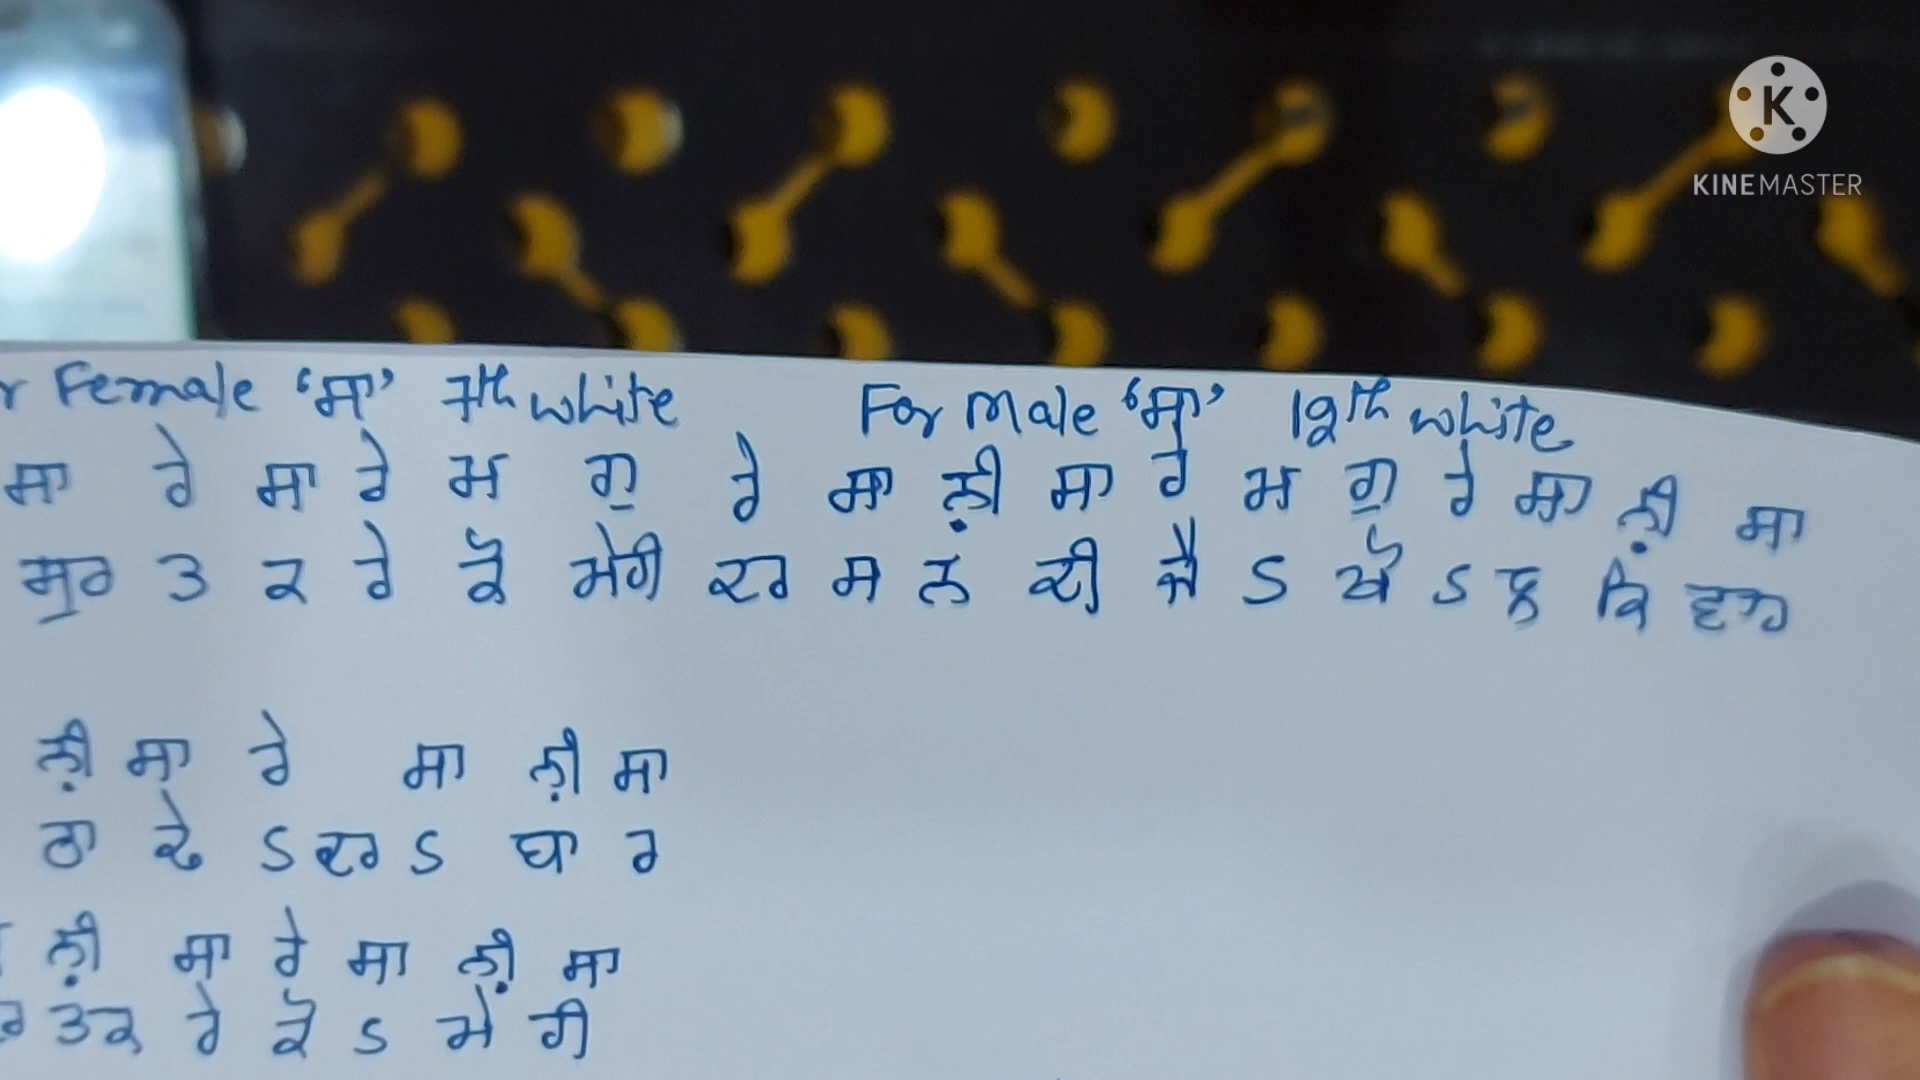 KINEMASTER
Female 'ਸਾ' 7th white For Male 'ਸਾ' 12th white
ਸਾ ਰੇ ਸਾ ਰੇ ਮ ਗ॒ ਰੇ ਸਾ ਨੀ਼ ਸਾ ਰੇ ਮ ਗ॒ ਰੇ ਸਾ ਨੀ਼ ਸਾ
ਸੁਰ ਤ ਕ ਰੇ ਕੋ ਮੇਰੀ ਦਰ ਸ ਨ ਦੀ ਜੈ S ਖੋ S ਲ ਕਿ ਵਾਰ
ਨੀ਼ ਸਾ ਰੇ ਸਾ ਨੀ਼ ਸਾ
ਠਾ ਢੇ S ਦਰ S ਬਾ ਰ
ਨੀ਼ ਸਾ ਰੇ ਸਾ ਨੀ਼ ਸਾ
ਤਕ ਰੇ ਕੋ S ਮੇ ਰੀ